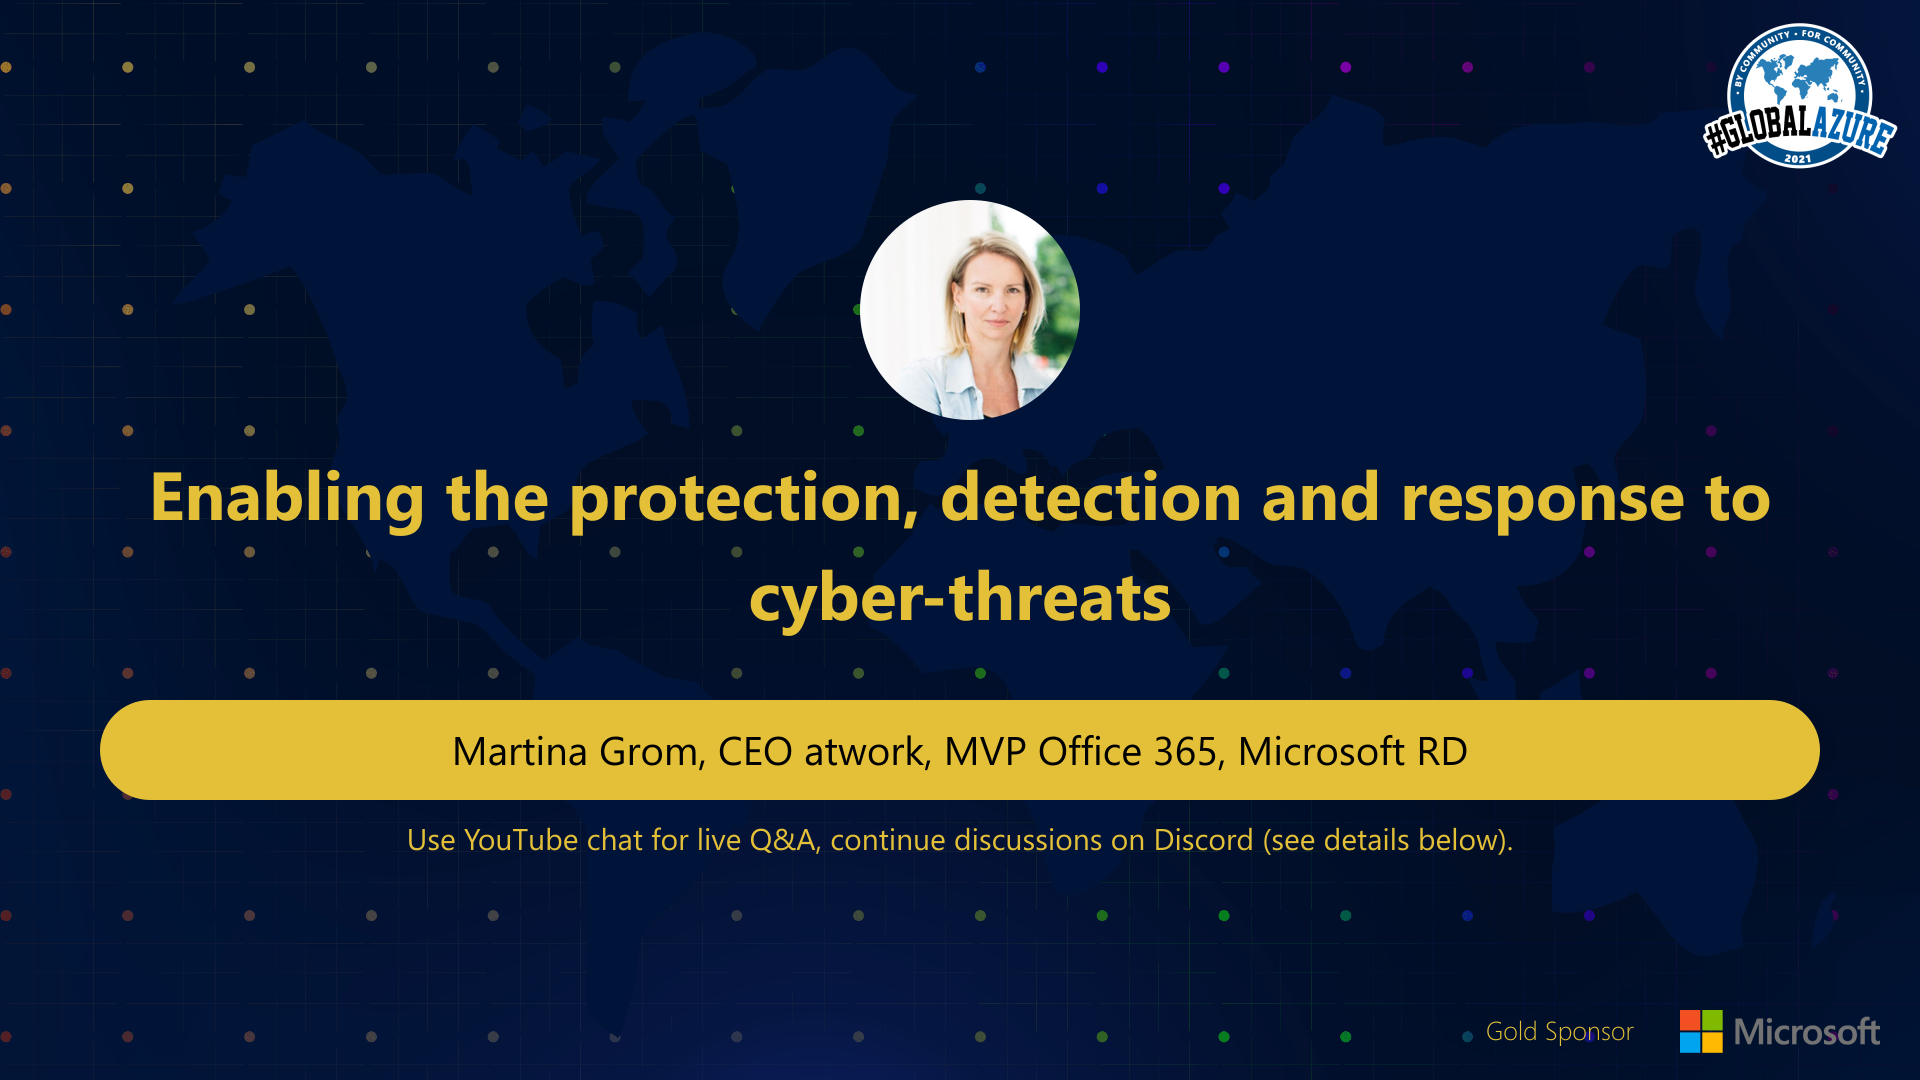 • BY COMMUNITY • FOR COMMUNITY •
#GLOBALAZURE
2021
Enabling the protection, detection and response to
cyber-threats
Martina Grom, CEO atwork, MVP Office 365, Microsoft RD
Use YouTube chat for live Q&A, continue discussions on Discord (see details below).
Gold Sponsor
Microsoft